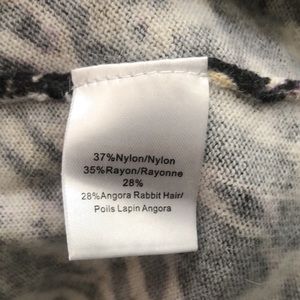 37%Nylon/Nylon
35%Rayon/Rayonne
28%
28%Angora Rabbit Hair/
Poils Lapin Angora